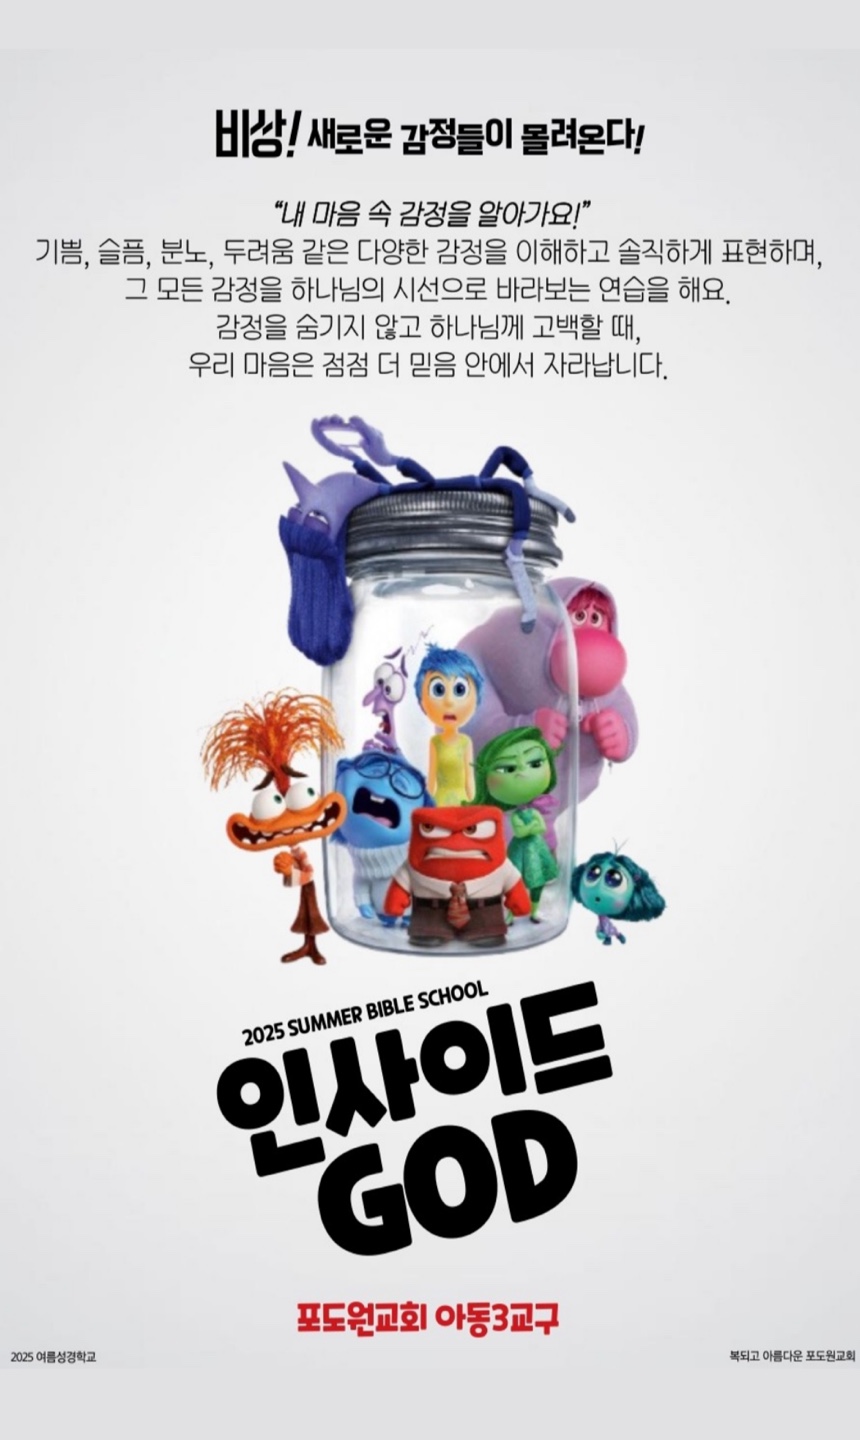 비상! 새로운 감정들이 몰려온다!
“내 마음 속 감정을 알아가요!”
기쁨, 슬픔, 분노, 두려움 같은 다양한 감정을 이해하고 솔직하게 표현하며,
그 모든 감정을 하나님의 시선으로 바라보는 연습을 해요.
감정을 숨기지 않고 하나님께 고백할 때,
우리 마음은 점점 더 믿음 안에서 자라납니다.
2025 SUMMER BIBLE SCHOOL
인사이드
GOD
포도원교회 아동3교구
2025 여름성경학교
복되고 아름다운 포도원교회